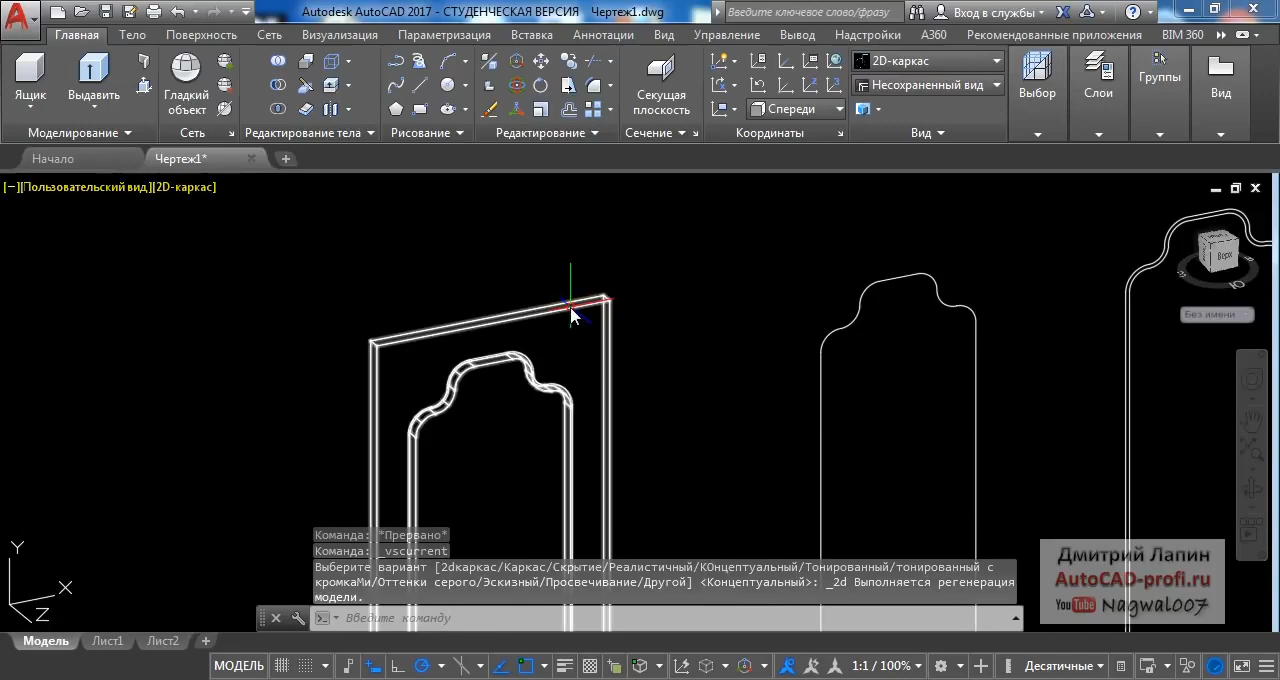 Autodesk AutoCAD 2017 - СТУДЕНЧЕСКАЯ ВЕРСИЯ Чертеж1.dwg
Введите ключевое слово/фразу
Вход в службы
Главная Тело Поверхность Сеть Визуализация Параметризация Вставка Аннотации Вид Управление Вывод Надстройки A360 Рекомендованные приложения BIM 360
Ящик
Выдавить
Гладкий
объект
Секущая
плоскость
Спереди
2D-каркас
Несохраненный вид
Выбор
Слои
Группы
Вид
Моделирование Сеть Редактирование тела Рисование Редактирование Сечение Координаты Вид
Начало Чертеж1*
[−][Пользовательский вид][2D-каркас]
Верх
Ю
Без имени
Y
X
Z
Команда: *Прервано*
Команда: _vscurrent
Выберите вариант [2dкаркас/Каркас/Скрытие/Реалистичный/КОнцептуальный/Тонированный/тонированный с
кромкаМи/Оттенки серого/Эскизный/Просвечивание/Другой] <Концептуальный>: _2d Выполняется регенерация
модели.
Введите команду
Дмитрий Лапин
AutoCAD-profi.ru
YouTube Nagwal007
Модель Лист1 Лист2
МОДЕЛЬ 1:1 / 100% Десятичные